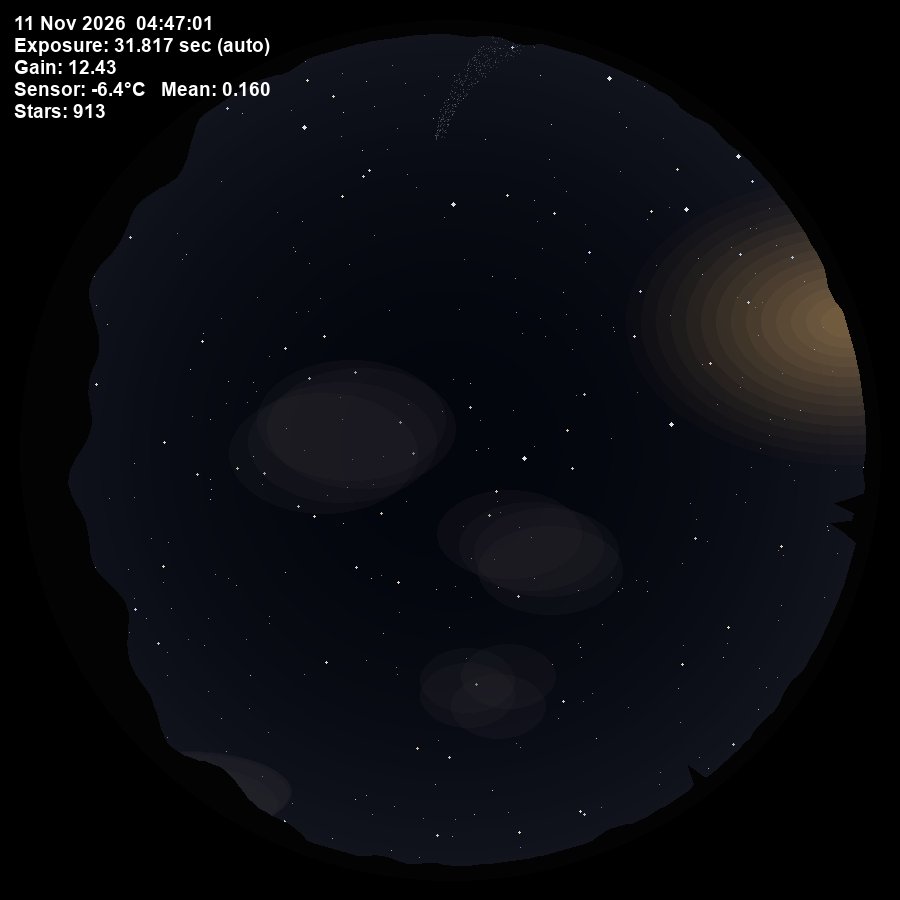 11 Nov 2026  04:47:01
Exposure: 31.817 sec (auto)
Gain: 12.43
Sensor: -6.4°C   Mean: 0.160
Stars: 913